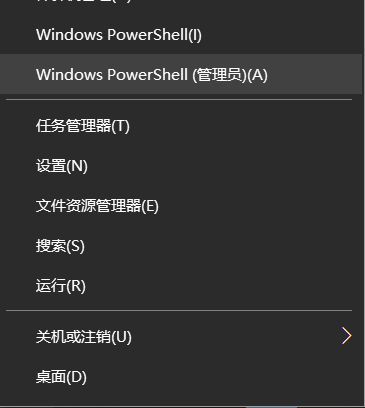 Windows PowerShell(I)
Windows PowerShell (管理员)(A)
任务管理器(T)
设置(N)
文件资源管理器(E)
搜索(S)
运行(R)
关机或注销(U)
桌面(D)